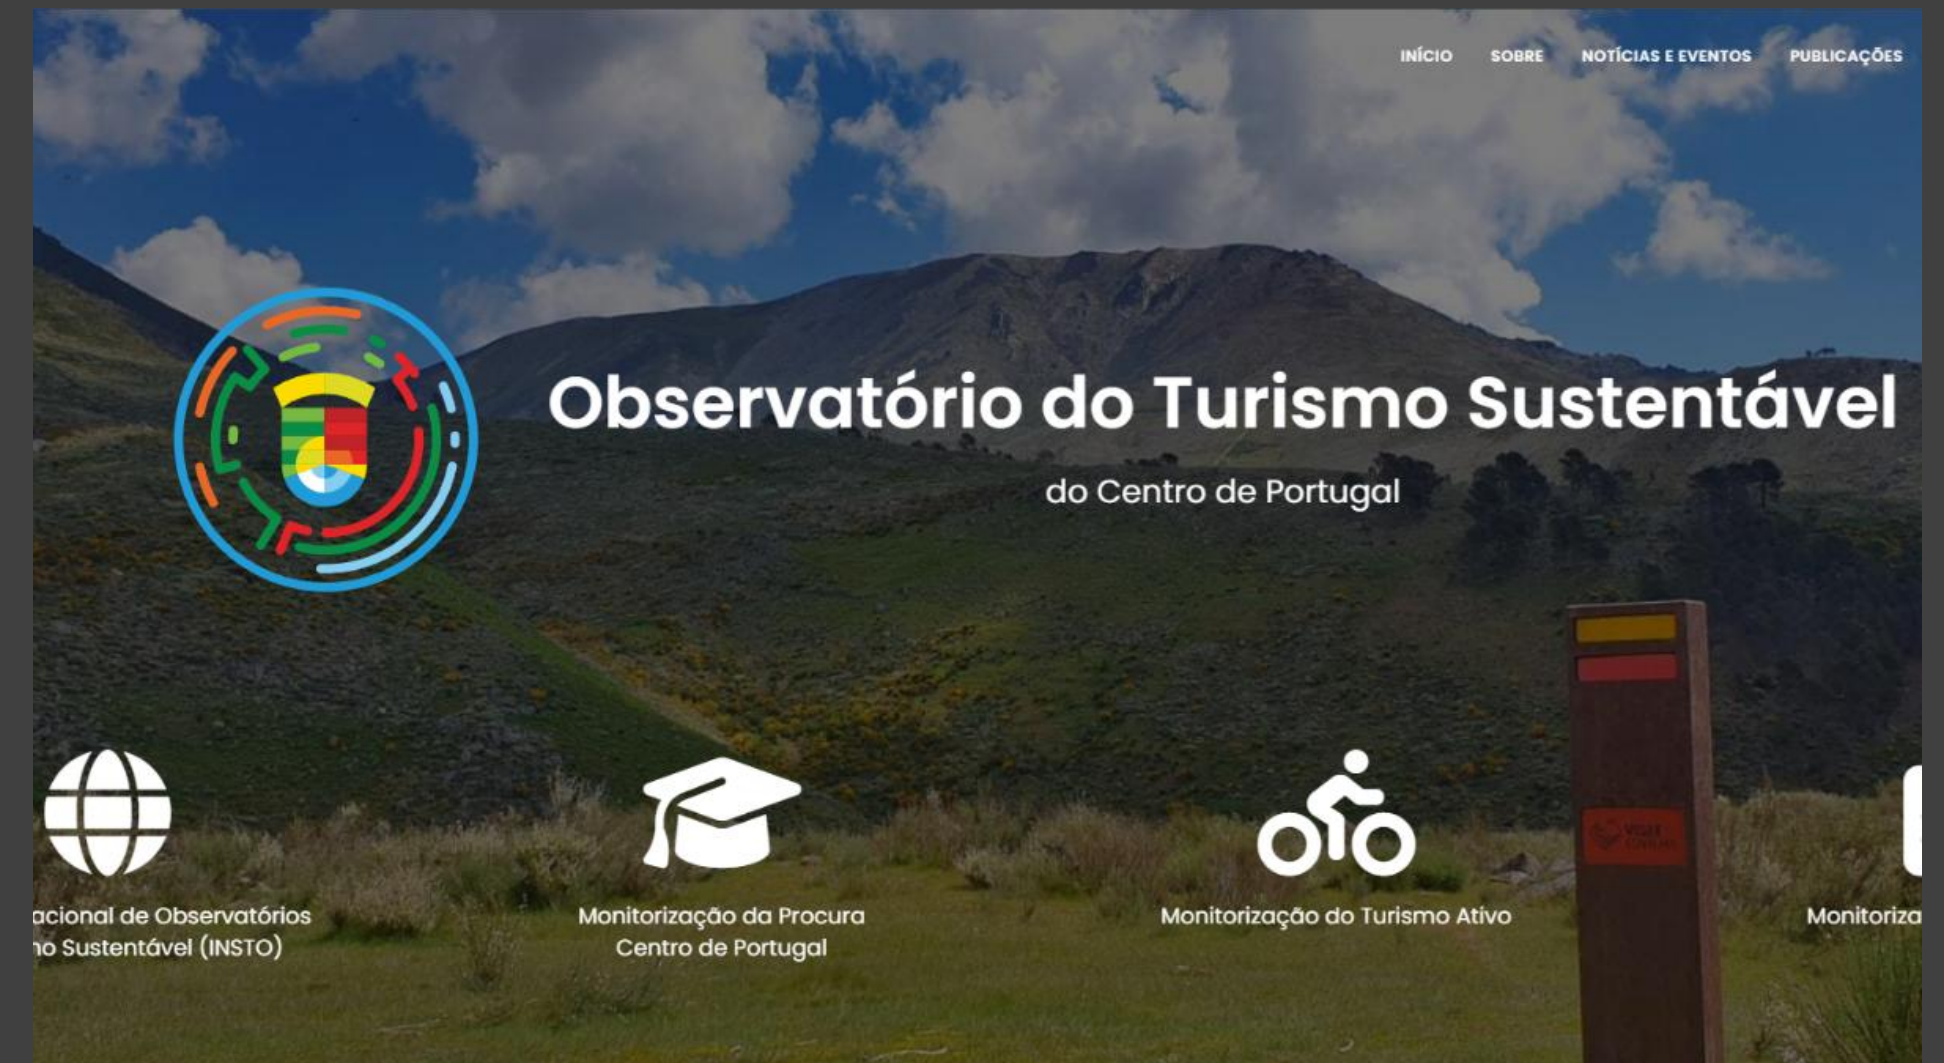 INÍCIO SOBRE NOTÍCIAS E EVENTOS PUBLICAÇÕES
Observatório do Turismo Sustentável
do Centro de Portugal
acional de Observatórios
no Sustentável (INSTO)
Monitorização da Procura
Centro de Portugal
Monitorização do Turismo Ativo
Monitoriza